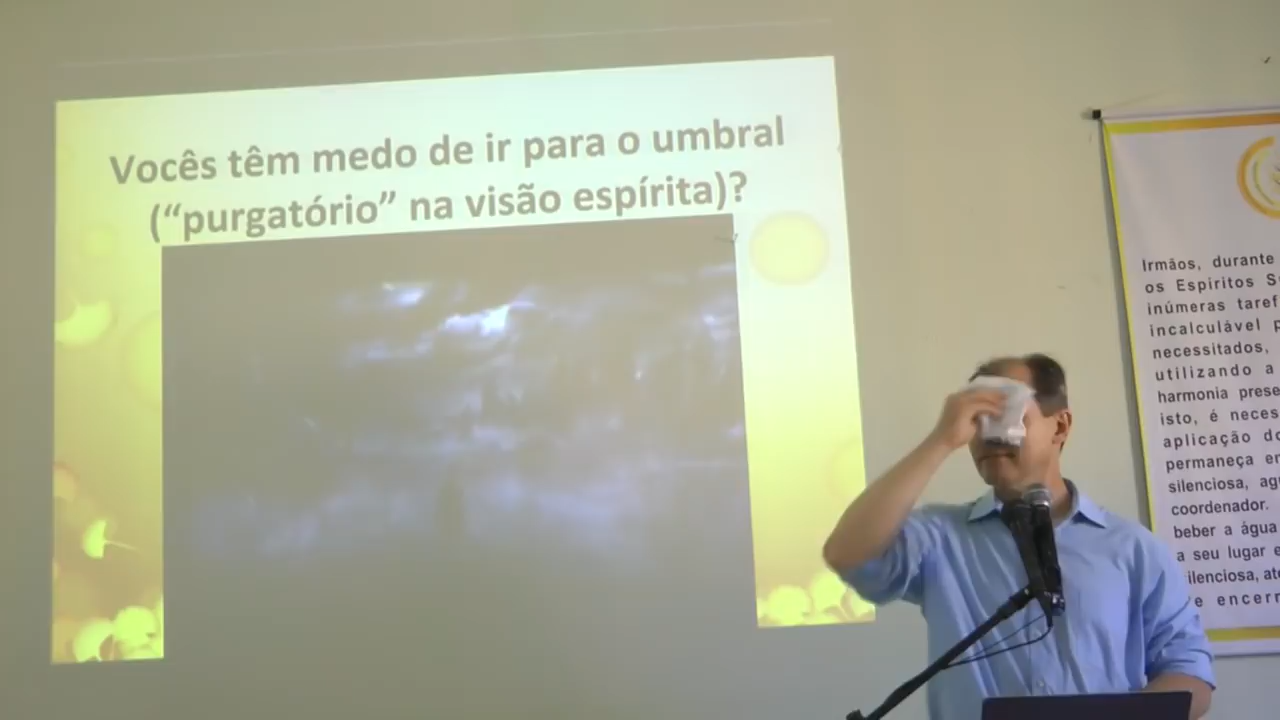 Vocês têm medo de ir para o umbral
(“purgatório” na visão espírita)?
Irmãos, durante
os Espíritos
inúmeras
incalculável
necessitados,
utilizando a
harmonia
isto, é
aplicação
permaneça
silenciosa,
coordenador.
beber a água
a seu lugar e
silenciosa,